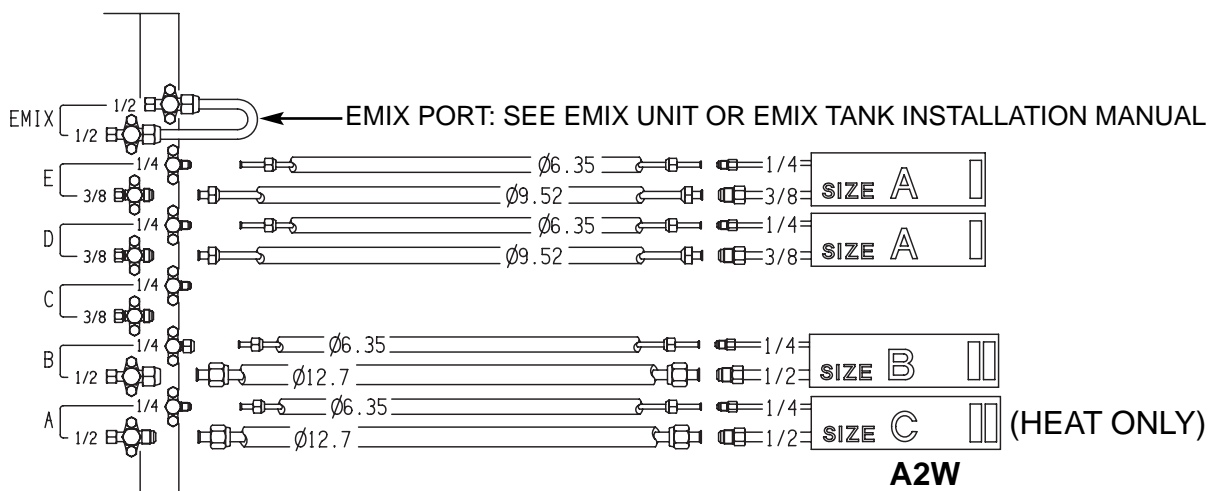 EMIX 1/2 EMIX PORT: SEE EMIX UNIT OR EMIX TANK INSTALLATION MANUAL
1/2
E 1/4 Ø6.35 1/4 SIZE A
3/8 Ø9.52 3/8
D 1/4 Ø6.35 1/4 SIZE A
3/8 Ø9.52 3/8
C 1/4
3/8
B 1/4 Ø6.35 1/4 SIZE B
1/2 Ø12.7 1/2
A 1/4 Ø6.35 1/4 SIZE C (HEAT ONLY)
1/2 Ø12.7 1/2
A2W